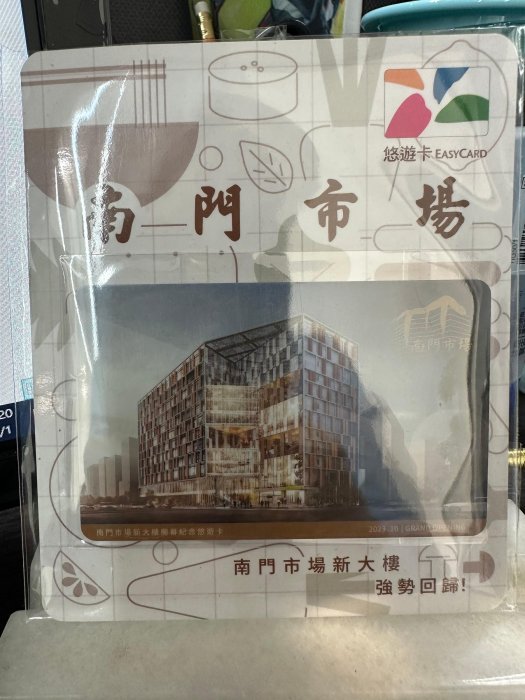 悠遊卡 EASYCARD
南門市場
南門市場
南門市場新大樓開幕紀念悠遊卡
2023.10 | GRAND OPENING
南門市場新大樓
強勢回歸!
20
/1